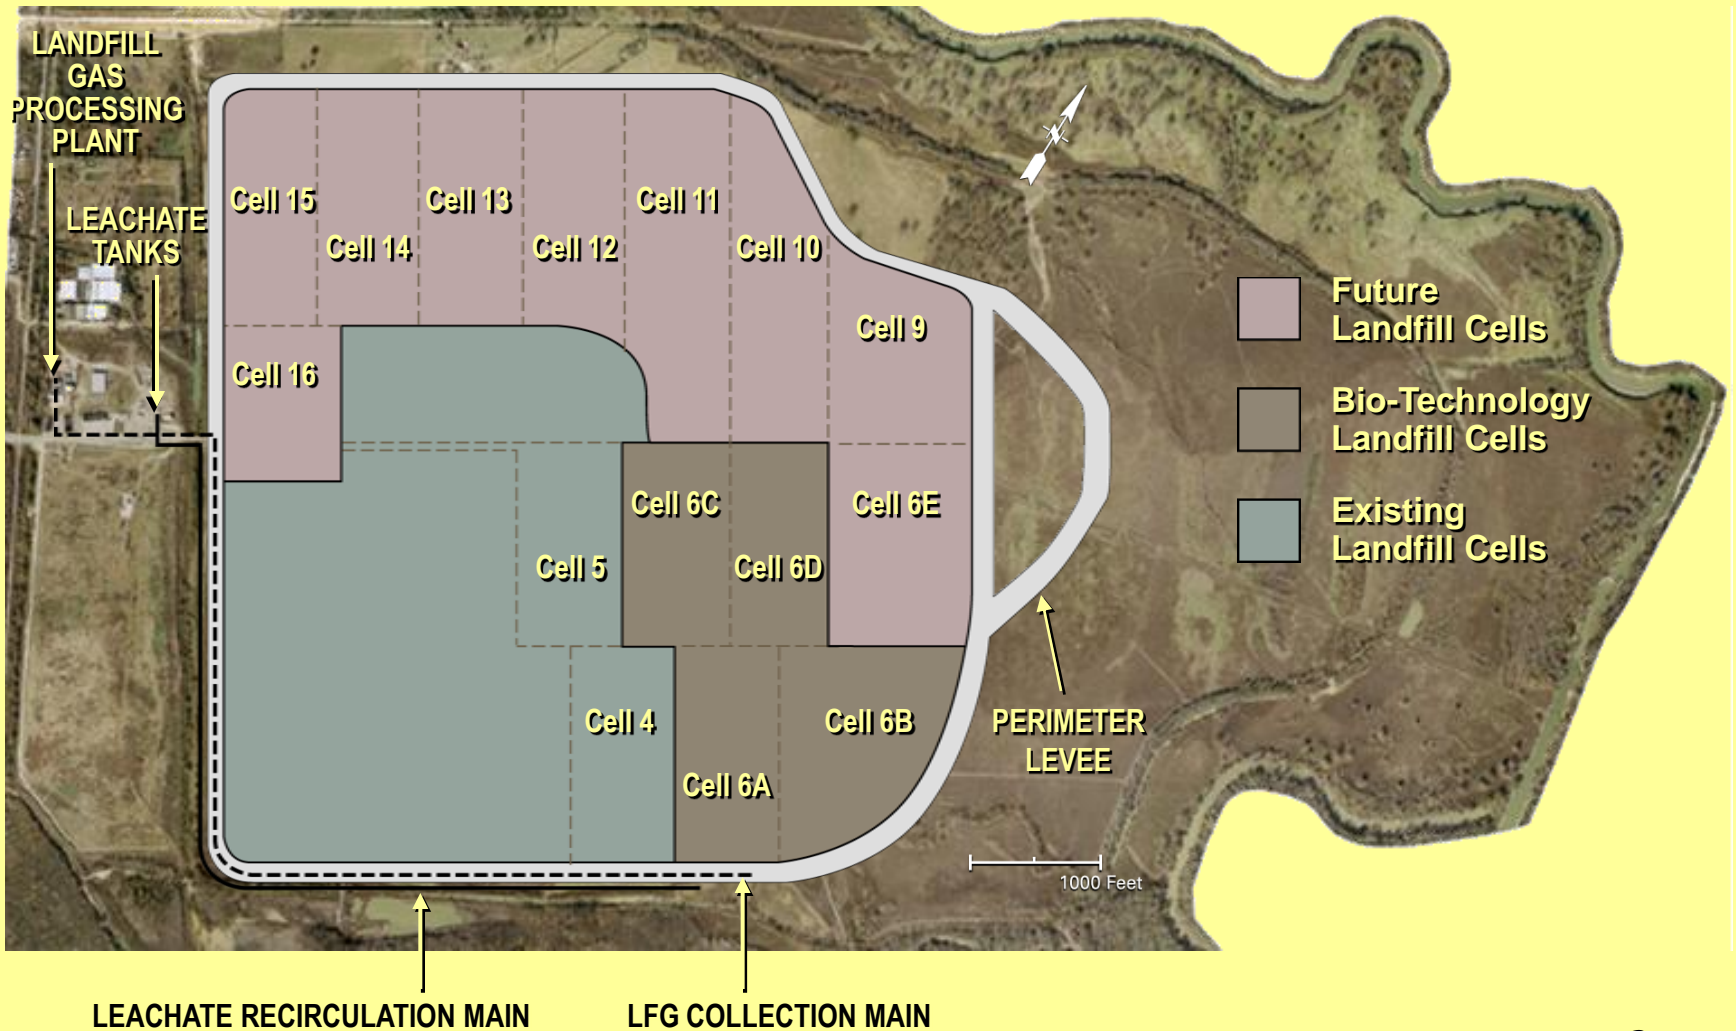 LANDFILL
GAS
PROCESSING
PLANT
LEACHATE
TANKS
Cell 15
Cell 13
Cell 11
Cell 14
Cell 12
Cell 10
Cell 9
Cell 16
Cell 6C
Cell 6E
Cell 5
Cell 6D
Cell 4
Cell 6B
Cell 6A
Future
Landfill Cells
Bio-Technology
Landfill Cells
Existing
Landfill Cells
PERIMETER
LEVEE
1000 Feet
LEACHATE RECIRCULATION MAIN
LFG COLLECTION MAIN